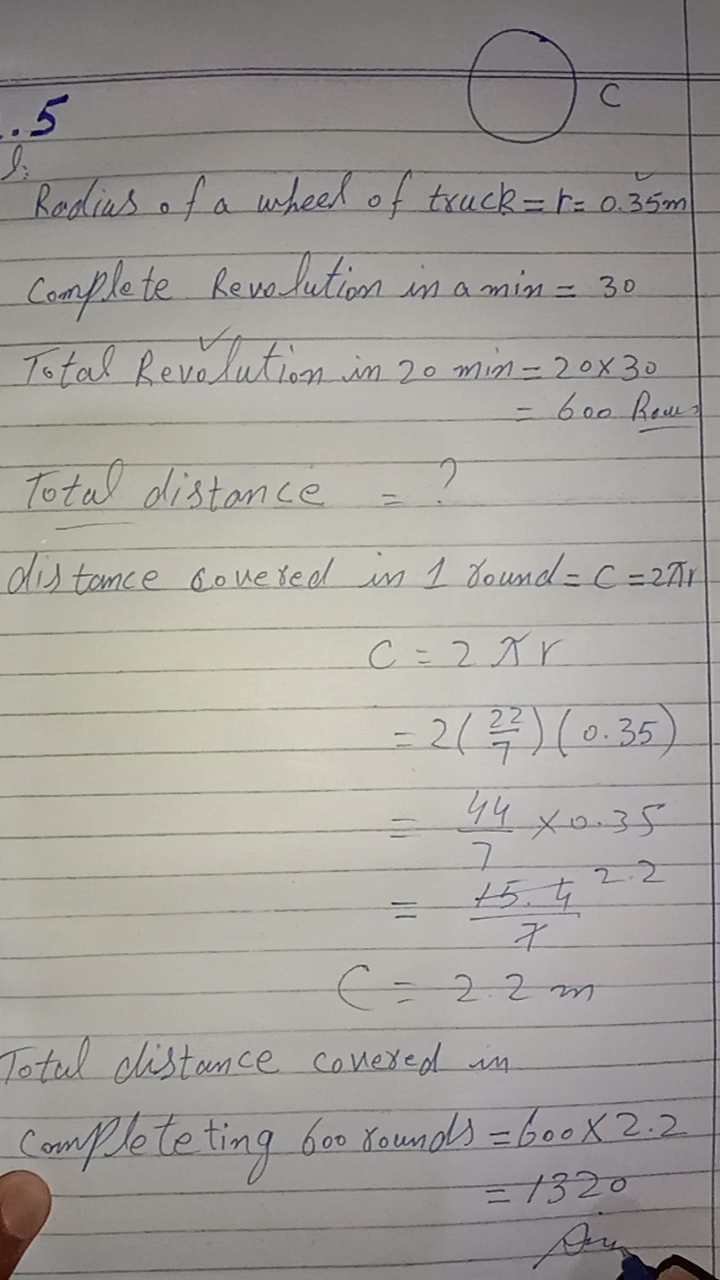 C
.5
Radius of a wheel of truck = r = 0.35m
Complete Revolution in a min = 30
Total Revolution in 20 min = 20 × 30
= 600 Rev
Total distance = ?
distance covered in 1 round = C = 2πr
C = 2πr
= 2(22/7)(0.35)
= 44/7 × 0.35
= 15.4/7 2.2
C = 2.2 m
Total distance covered in
completeting 600 rounds = 600 × 2.2
= 1320